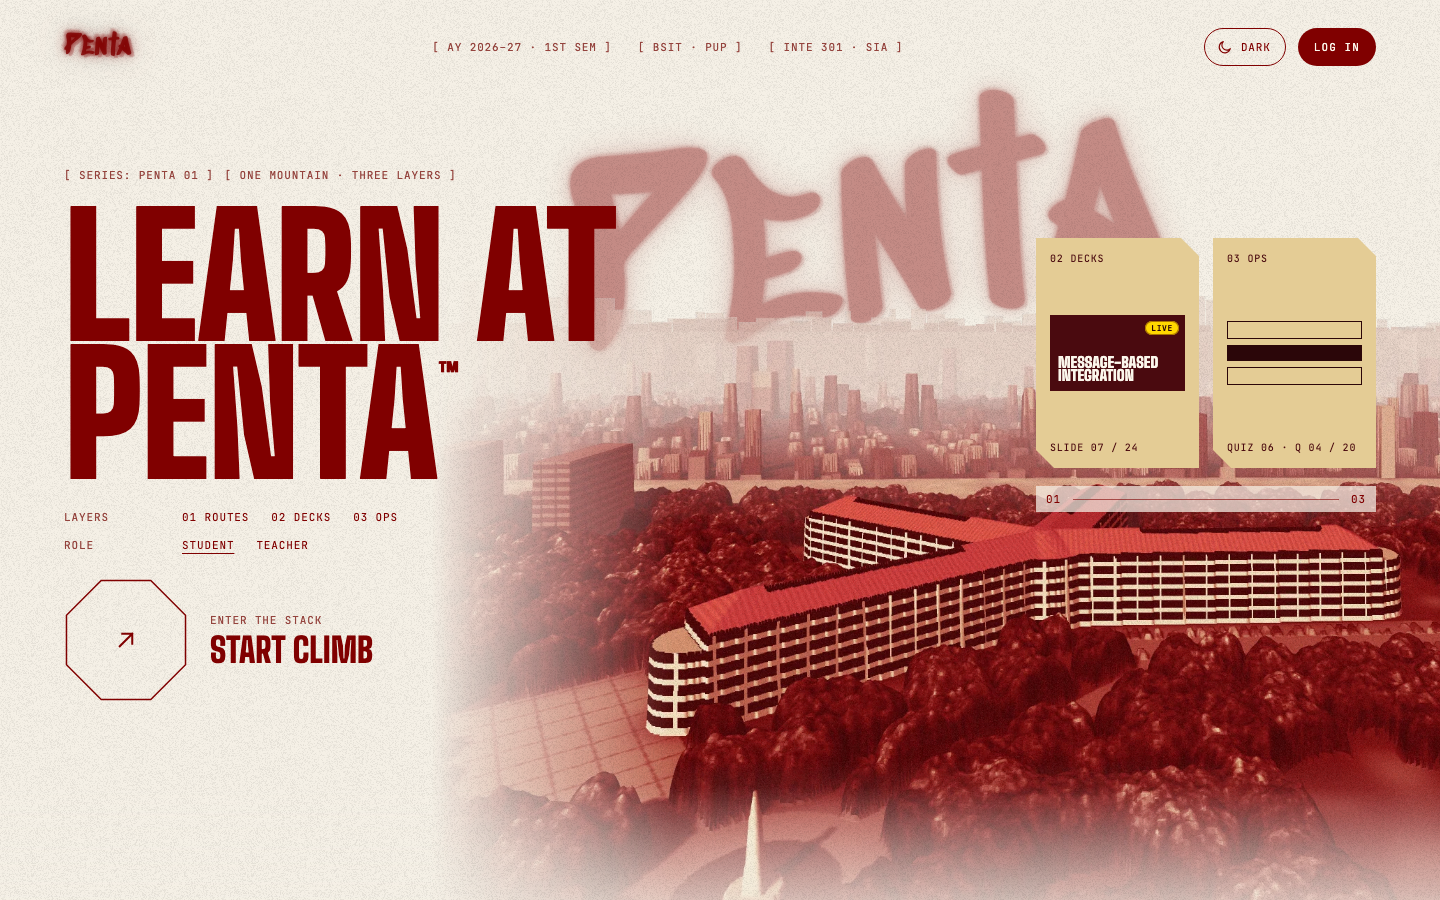 PENTA
[ AY 2026–27 · 1ST SEM ] [ BSIT · PUP ] [ INTE 301 · SIA ]
DARK
LOG IN
PENTA
[ SERIES: PENTA 01 ] [ ONE MOUNTAIN · THREE LAYERS ]
LEARN AT
PENTA™
LAYERS 01 ROUTES 02 DECKS 03 OPS
ROLE STUDENT TEACHER
ENTER THE STACK
START CLIMB
02 DECKS
LIVE
MESSAGE-BASED
INTEGRATION
SLIDE 07 / 24
03 OPS
QUIZ 06 · Q 04 / 20
01 03